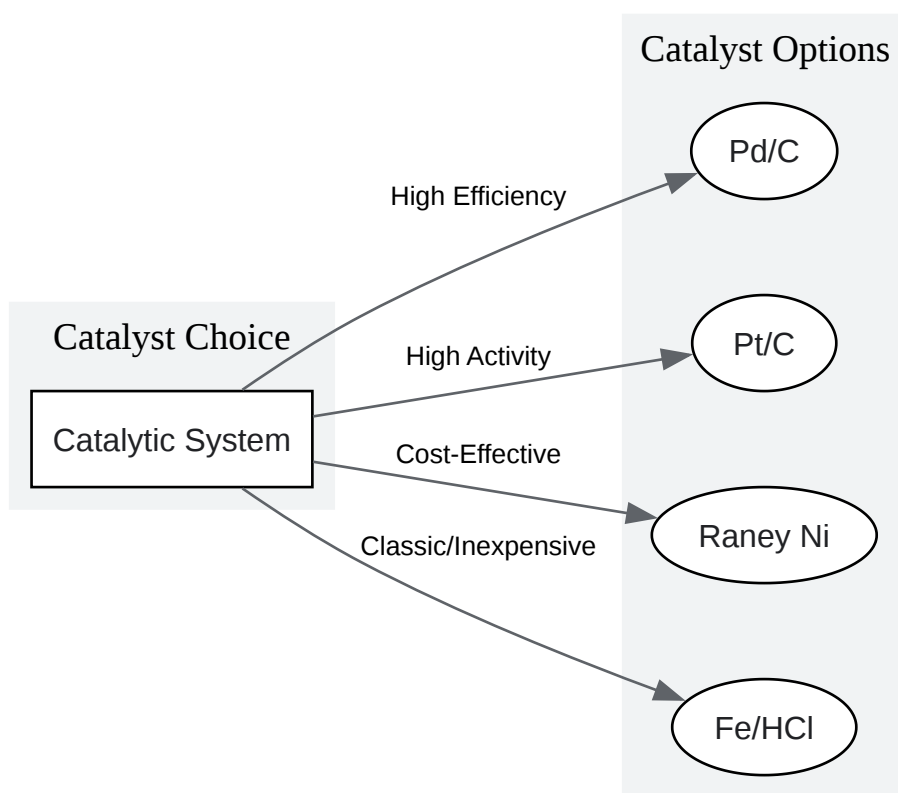 Catalyst Options
Pd/C
High Efficiency
Catalyst Choice
Pt/C
High Activity
Catalytic System
Cost-Effective
Raney Ni
Classic/Inexpensive
Fe/HCl